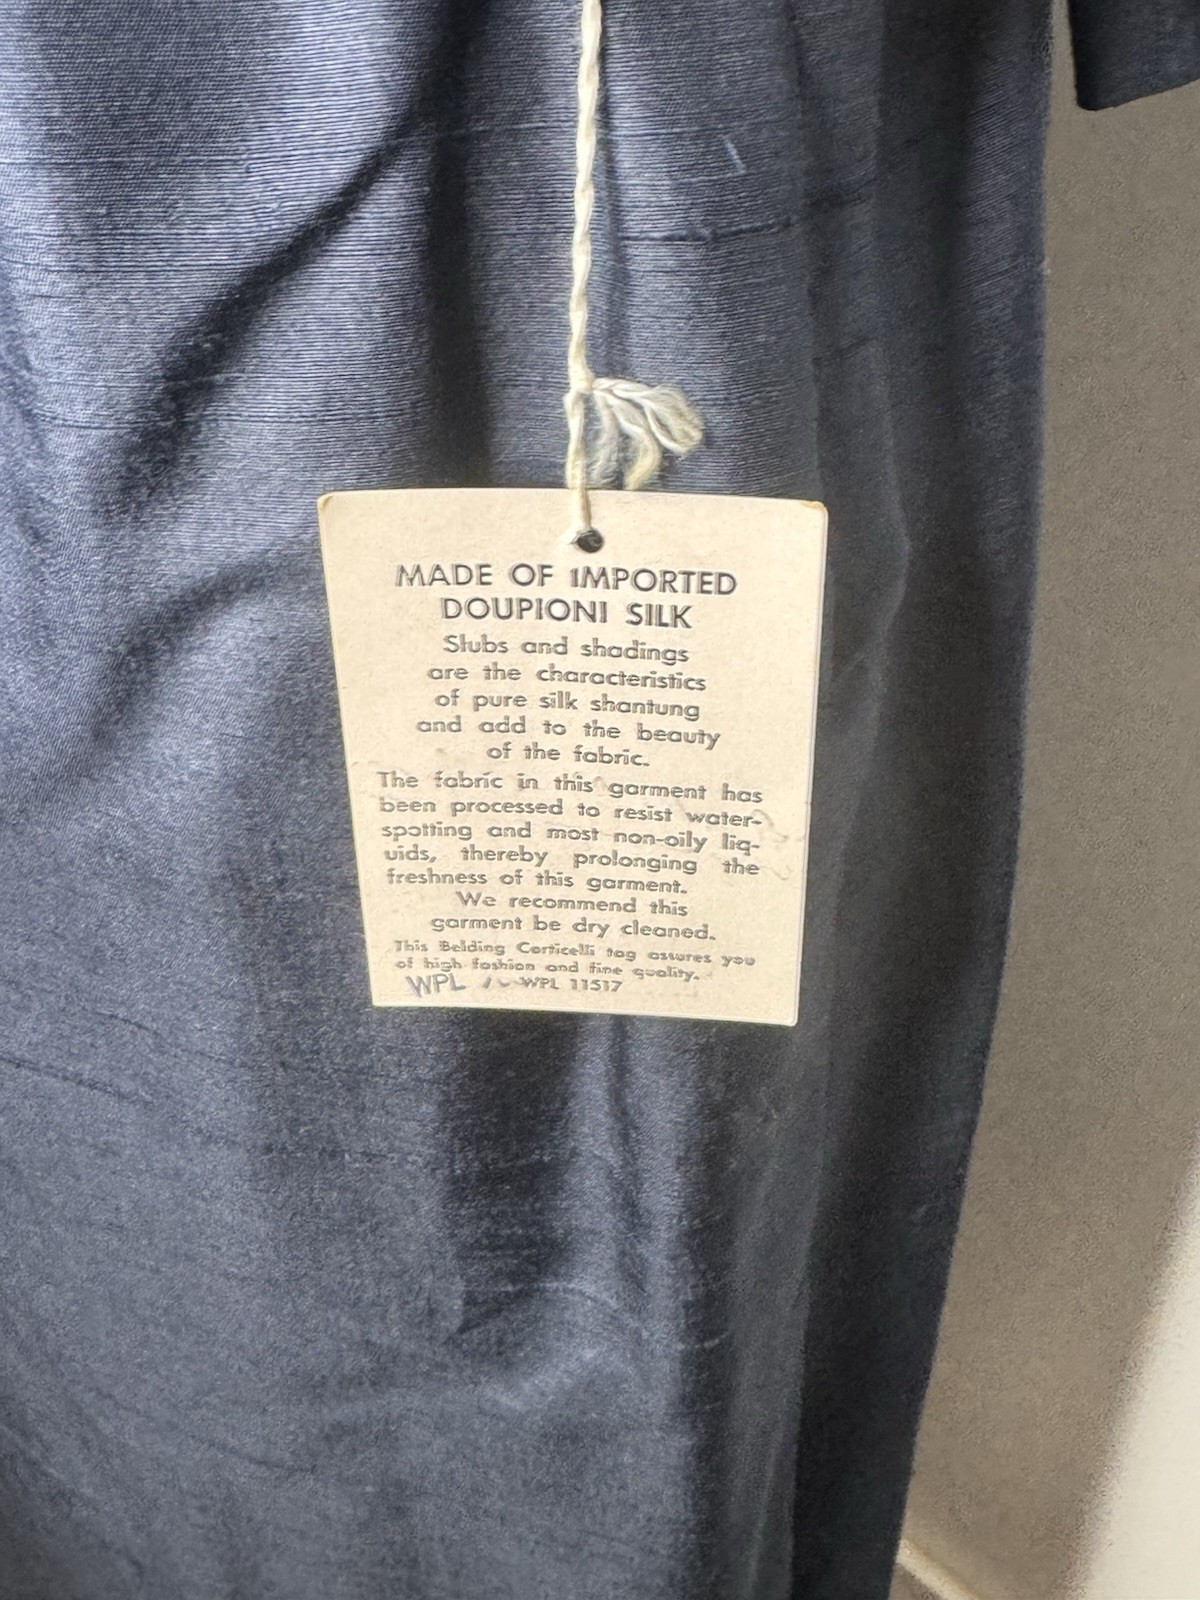 MADE OF IMPORTED
DOUPIONI SILK
Slubs and shadings
are the characteristics
of pure silk shantung
and add to the beauty
of the fabric.
The fabric in this garment has
been processed to resist water-
spotting and most non-oily liq-
uids, thereby prolonging the
freshness of this garment.
We recommend this
garment be dry cleaned.
This Belding Corticelli tag assures you
of high fashion and fine quality.
WPL WPL 11517